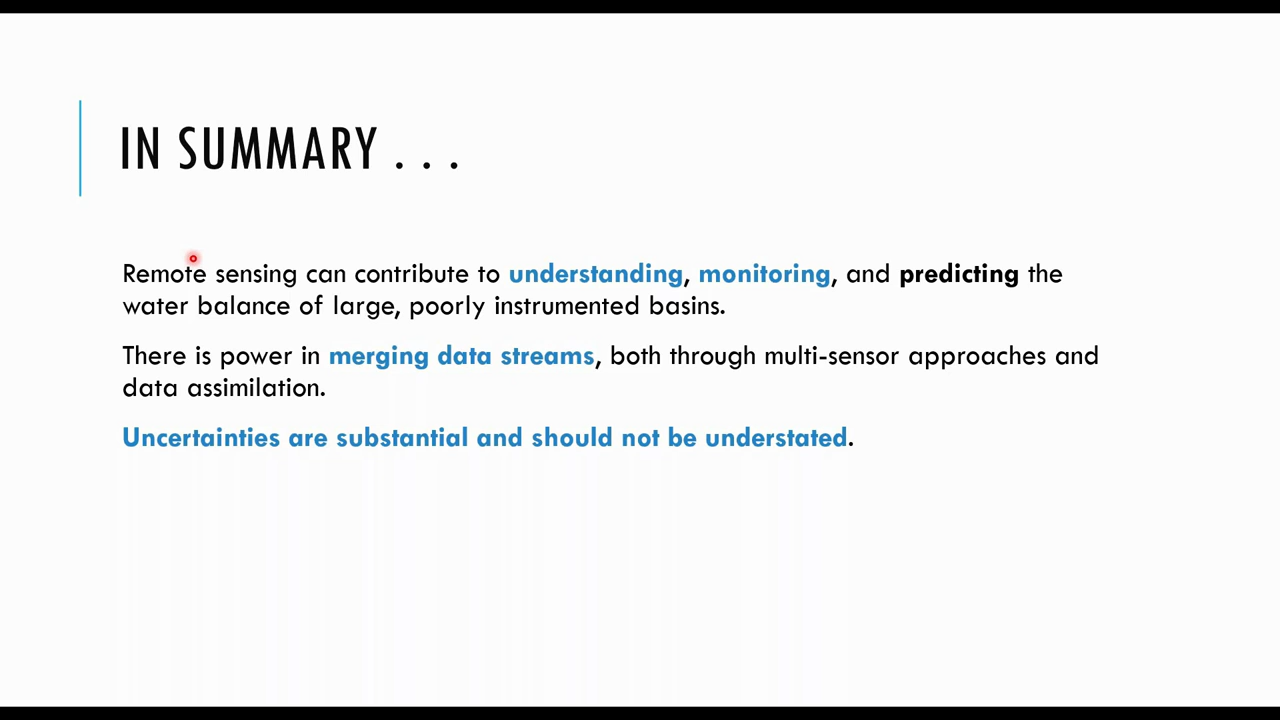 IN SUMMARY . . .
Remote sensing can contribute to understanding, monitoring, and predicting the
water balance of large, poorly instrumented basins.
There is power in merging data streams, both through multi-sensor approaches and
data assimilation.
Uncertainties are substantial and should not be understated.